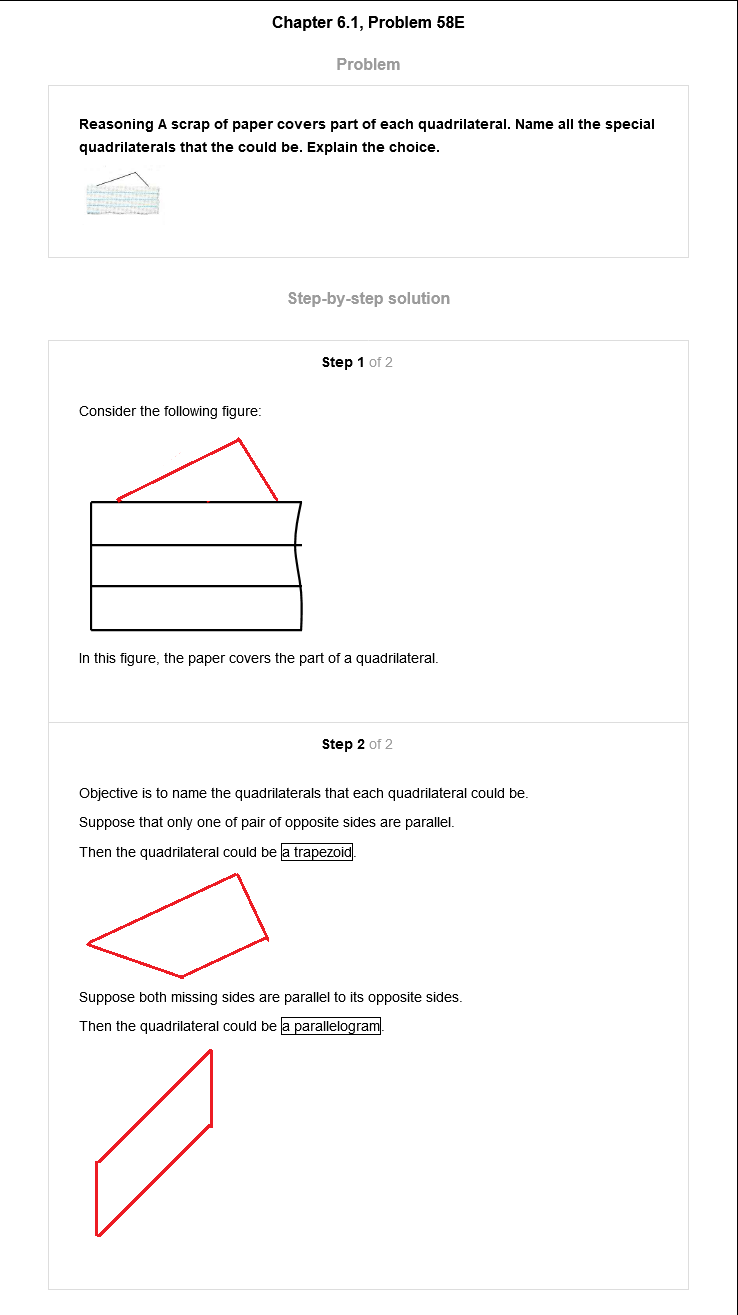 Chapter 6.1, Problem 58E
Problem
Reasoning A scrap of paper covers part of each quadrilateral. Name all the special
quadrilaterals that the could be. Explain the choice.
Step-by-step solution
Step 1 of 2
Consider the following figure:
In this figure, the paper covers the part of a quadrilateral.
Step 2 of 2
Objective is to name the quadrilaterals that each quadrilateral could be.
Suppose that only one of pair of opposite sides are parallel.
Then the quadrilateral could be a trapezoid.
Suppose both missing sides are parallel to its opposite sides.
Then the quadrilateral could be a parallelogram.